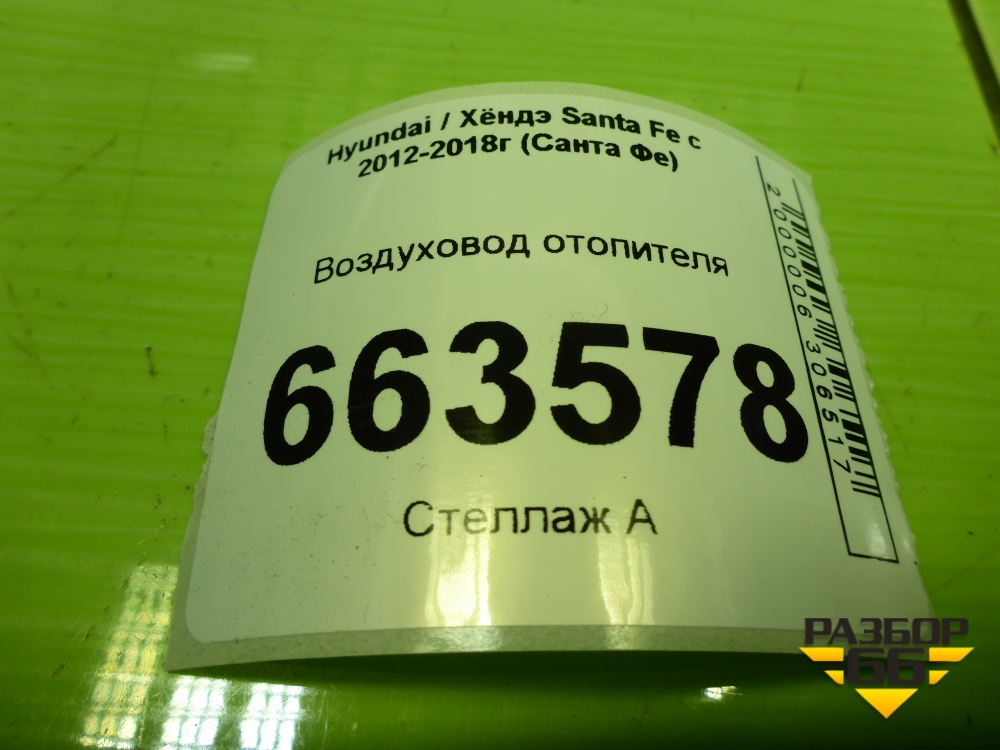 Hyundai / Хёндэ Santa Fe с
2012-2018г (Санта Фе)
Воздуховод отопителя
663578
Стеллаж А
2000006306517
РАЗБОР
66